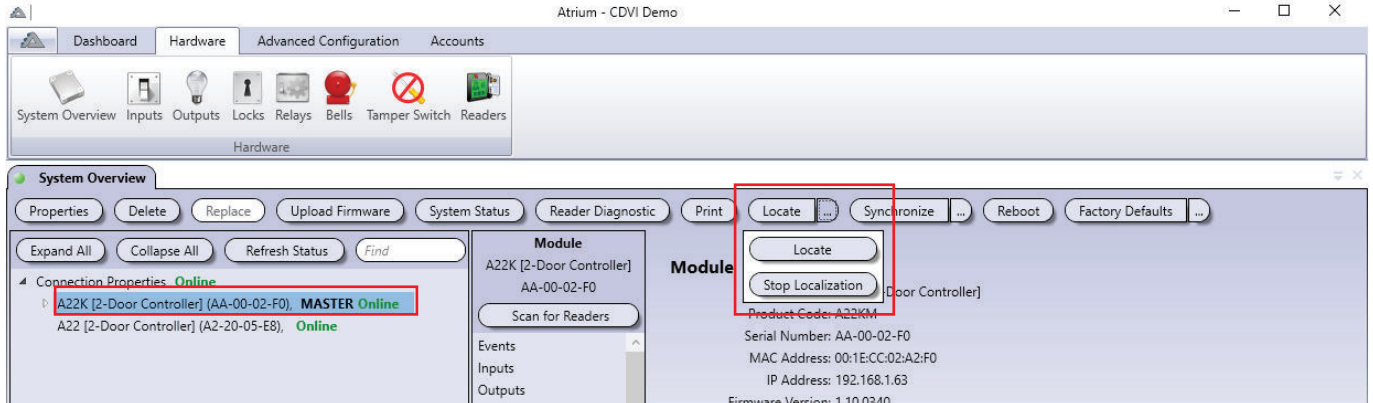 Atrium - CDVI Demo
Dashboard Hardware Advanced Configuration Accounts
System Overview Inputs Outputs Locks Relays Bells Tamper Switch Readers
Hardware
System Overview
Properties Delete Replace Upload Firmware System Status Reader Diagnostic Print Locate ... Synchronize ... Reboot Factory Defaults ...
Expand All Collapse All Refresh Status Find
Connection Properties Online
A22K [2-Door Controller] (AA-00-02-F0), MASTER Online
A22 [2-Door Controller] (A2-20-05-E8), Online
Module
A22K [2-Door Controller]
AA-00-02-F0
Scan for Readers
Events
Inputs
Outputs
Locate
Stop Localization
Module
-Door Controller]
Product Code: A22KM
Serial Number: AA-00-02-F0
MAC Address: 00:1E:CC:02:A2:F0
IP Address: 192.168.1.63
Firmware Version: 1.10.0340